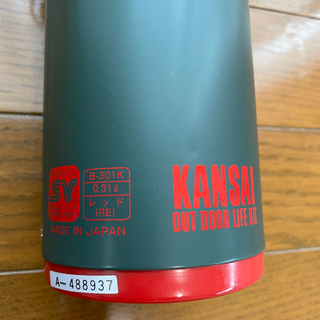 SV
B-301K
0.31ℓ
レッド
(RE)
MADE IN JAPAN
KANSAI
OUT DOOR LIFE KIT
A-488937